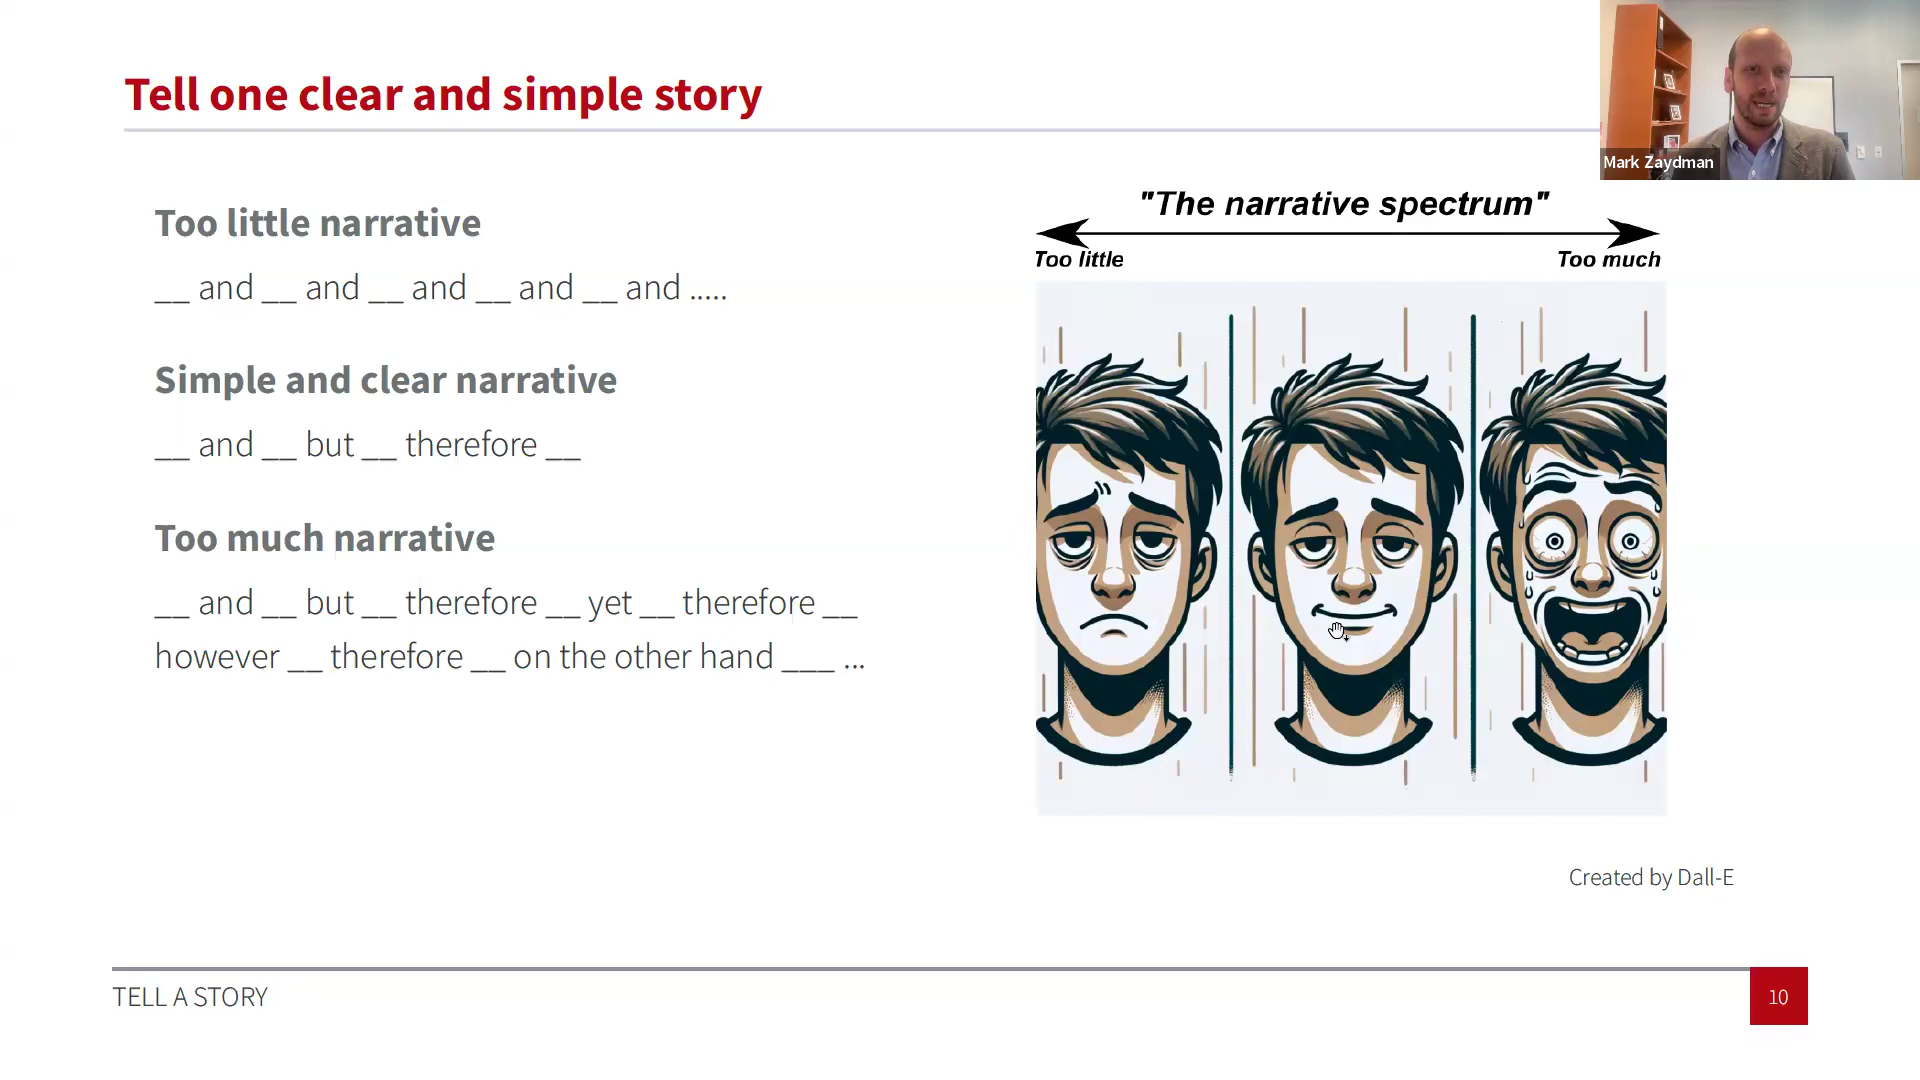 Tell one clear and simple story
Mark Zaydman
Too little narrative
__ and __ and __ and __ and __ and .....
Simple and clear narrative
__ and __ but __ therefore __
Too much narrative
__ and __ but __ therefore __ yet __ therefore __
however __ therefore __ on the other hand ___ ...
"The narrative spectrum"
Too little
Too much
Created by Dall-E
TELL A STORY
10